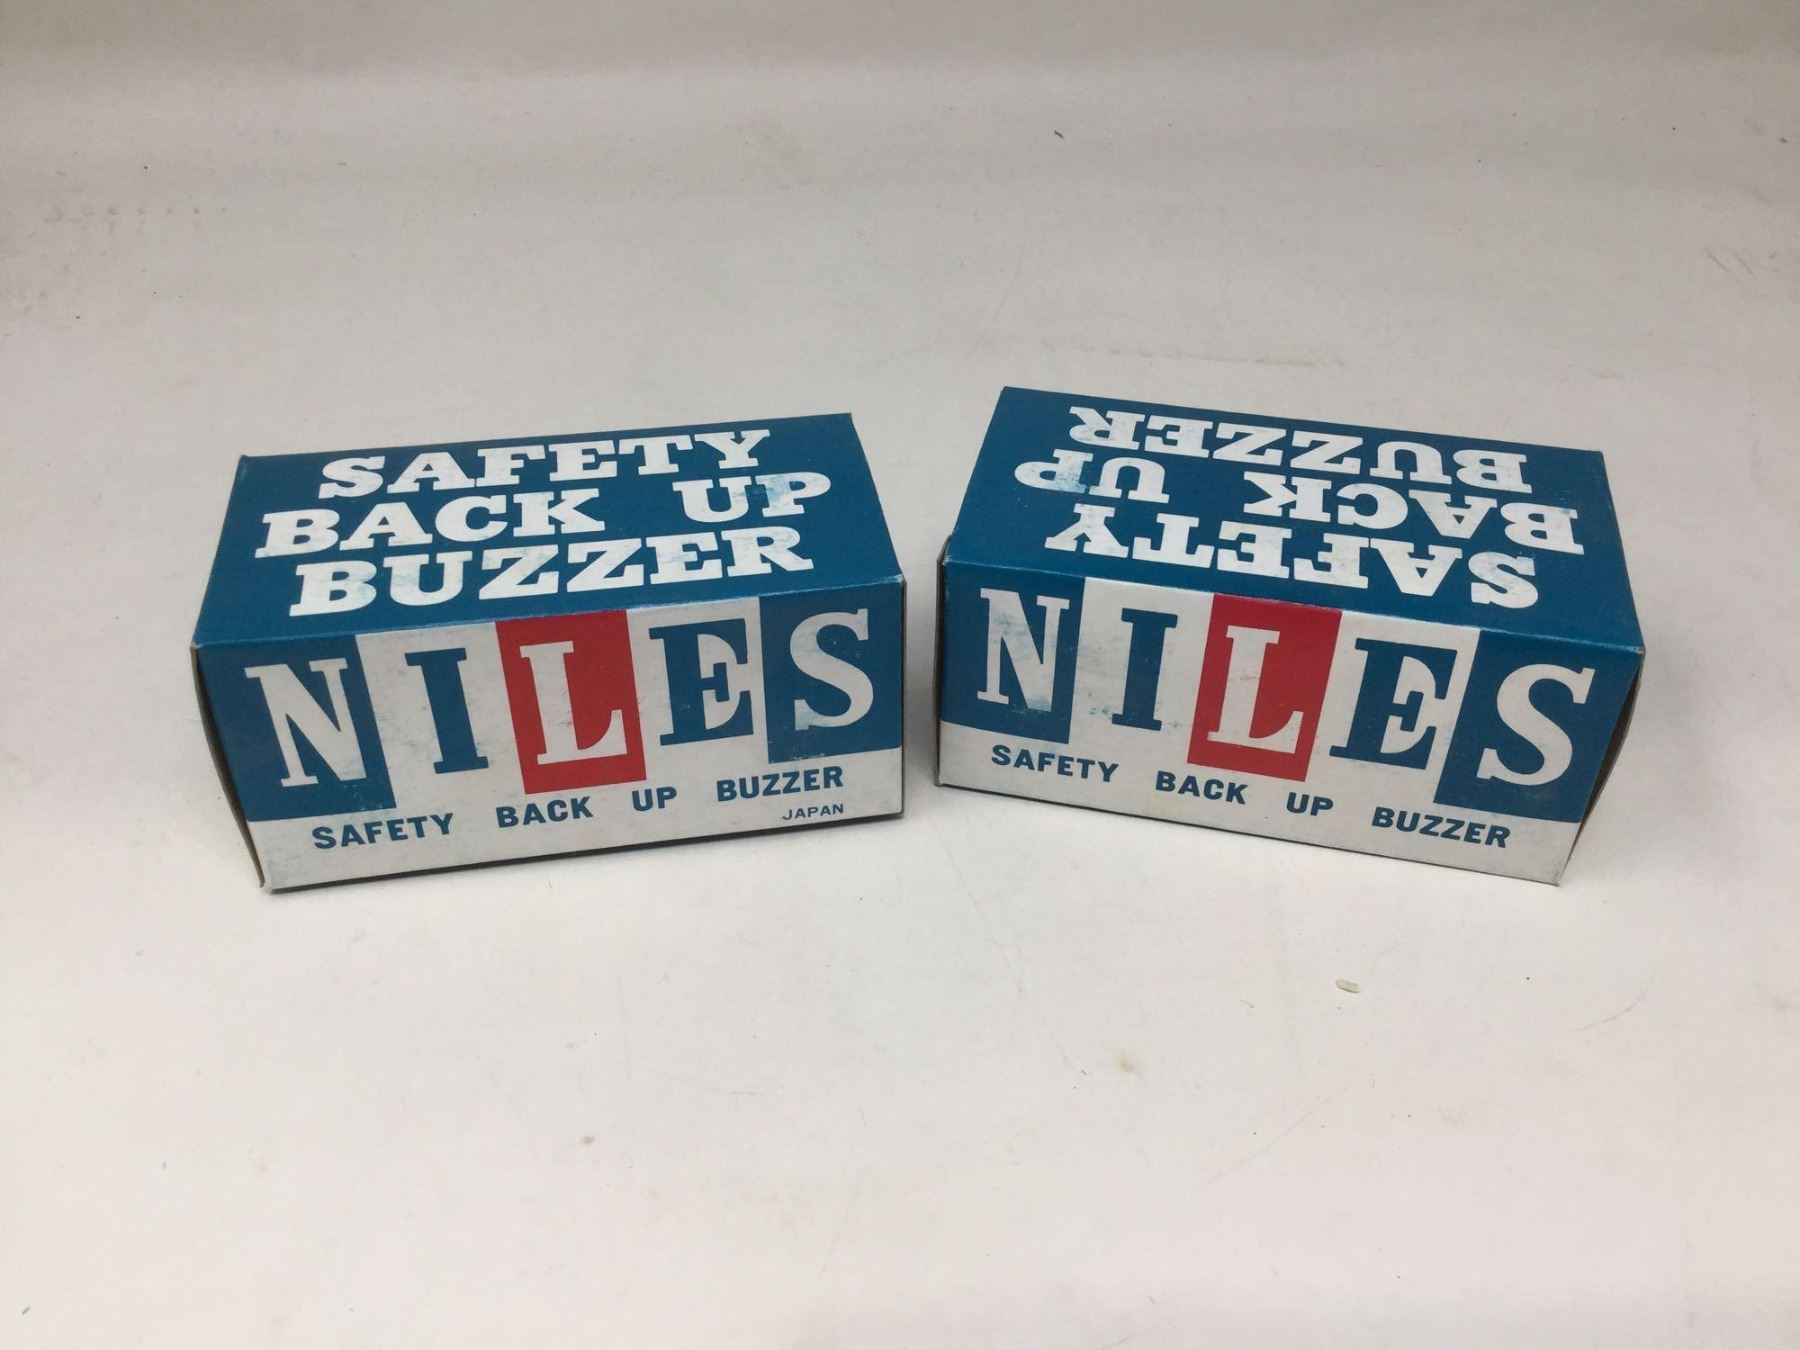 SAFETY
BACK UP
BUZZER
NILES
SAFETY BACK UP BUZZER
JAPAN
SAFETY
BACK UP
BUZZER
NILES
SAFETY BACK UP BUZZER